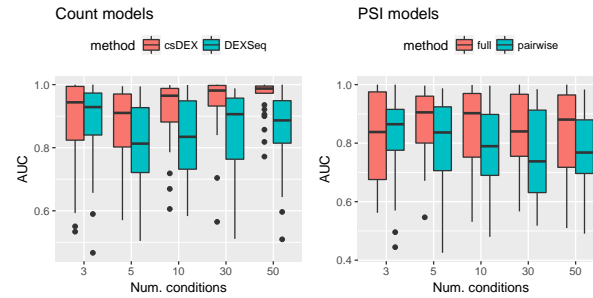 Count models
method csDEX DEXSeq
1.0
0.8
0.6
AUC
3 5 10 30 50
Num. conditions
PSI models
method full pairwise
1.0
0.8
0.6
0.4
AUC
3 5 10 30 50
Num. conditions